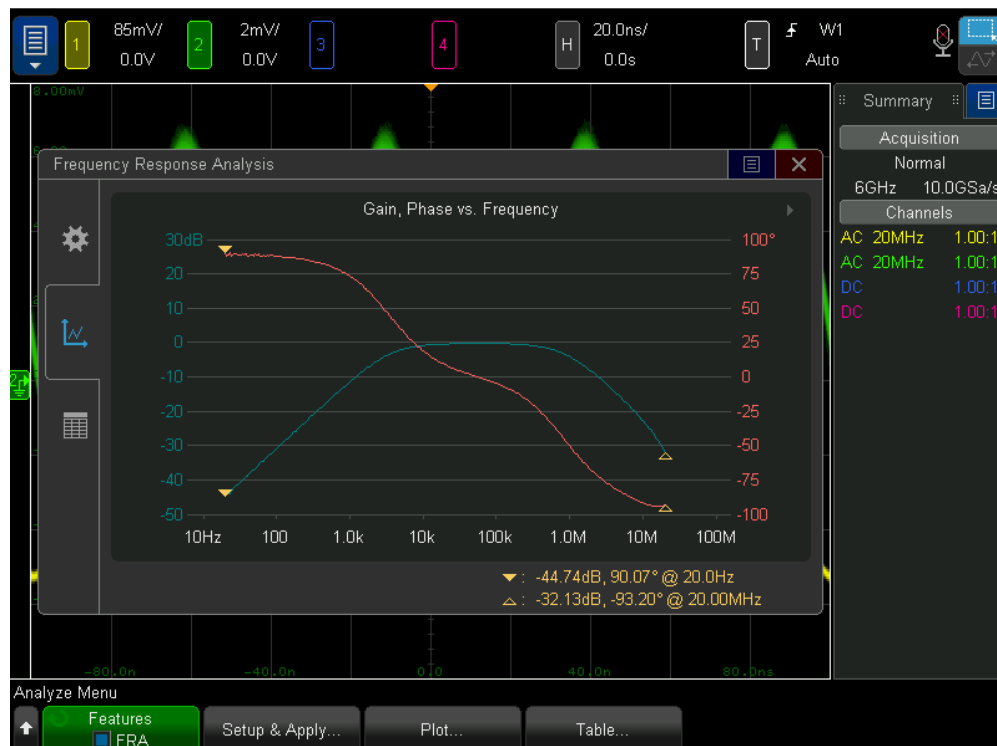 1 85mV/ 2 2mV/ 3 4 H 20.0ns/ T W1
0.0V 0.0V 0.0s Auto
8.00mV
Summary
Acquisition
Normal
6GHz 10.0GSa/s
Channels
AC 20MHz 1.00:1
AC 20MHz 1.00:1
DC 1.00:1
DC 1.00:1
Frequency Response Analysis
Gain, Phase vs. Frequency
30dB 100°
20 75
10 50
0 25
-10 0
-20 -25
-30 -50
-40 -75
-50 -100
10Hz 100 1.0k 10k 100k 1.0M 10M 100M
: -44.74dB, 90.07° @ 20.0Hz
: -32.13dB, -93.20° @ 20.00MHz
2
-80.0n -40.0n 0.0 40.0n 80.0ns
Analyze Menu
Features
FRA
Setup & Apply...
Plot...
Table...